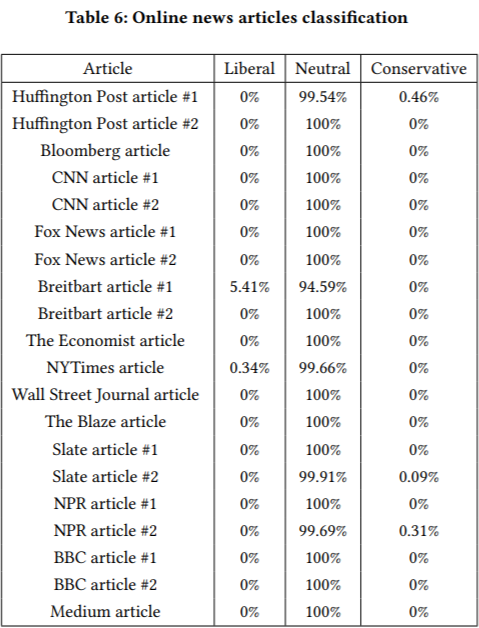 Table 6: Online news articles classification
Article Liberal Neutral Conservative
Huffington Post article #1 0% 99.54% 0.46%
Huffington Post article #2 0% 100% 0%
Bloomberg article 0% 100% 0%
CNN article #1 0% 100% 0%
CNN article #2 0% 100% 0%
Fox News article #1 0% 100% 0%
Fox News article #2 0% 100% 0%
Breitbart article #1 5.41% 94.59% 0%
Breitbart article #2 0% 100% 0%
The Economist article 0% 100% 0%
NYTimes article 0.34% 99.66% 0%
Wall Street Journal article 0% 100% 0%
The Blaze article 0% 100% 0%
Slate article #1 0% 100% 0%
Slate article #2 0% 99.91% 0.09%
NPR article #1 0% 100% 0%
NPR article #2 0% 99.69% 0.31%
BBC article #1 0% 100% 0%
BBC article #2 0% 100% 0%
Medium article 0% 100% 0%